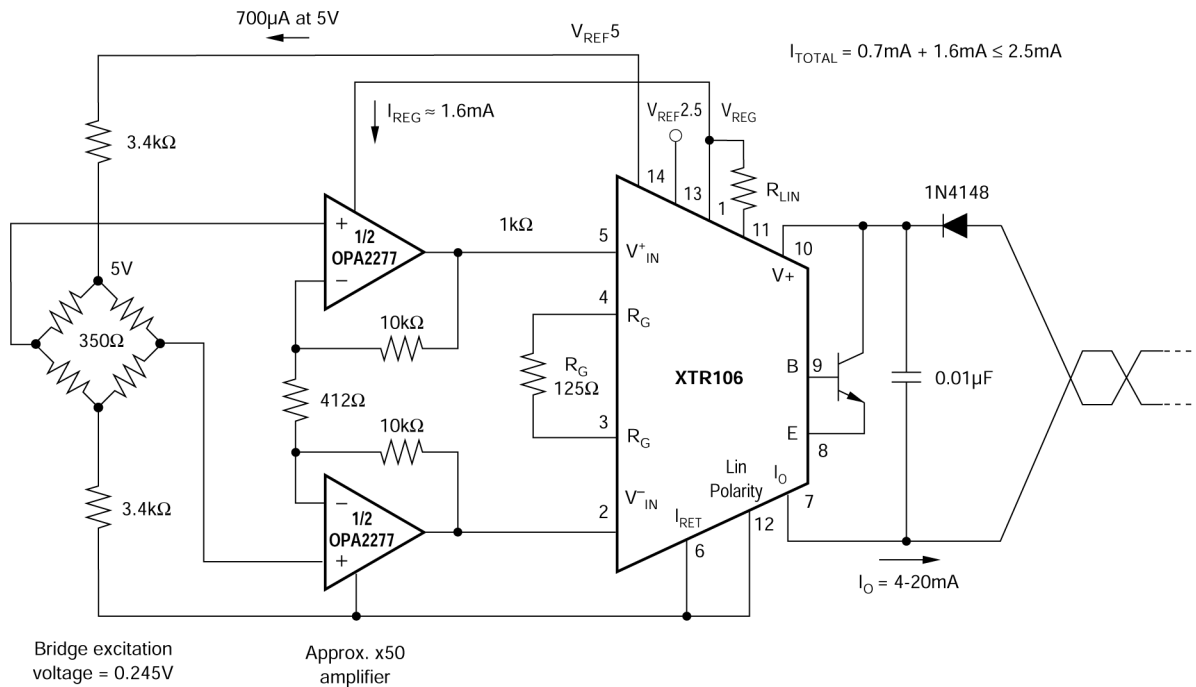 700µA at 5V
V_REF5
I_TOTAL = 0.7mA + 1.6mA ≤ 2.5mA
I_REG ≈ 1.6mA
V_REF2.5
V_REG
3.4kΩ
14
13
1
R_LIN
11
10
1N4148
V+
+
1/2
OPA2277
−
1kΩ
5
V⁺_IN
5V
350Ω
10kΩ
4
R_G
R_G
125Ω
XTR106
B
9
0.01µF
412Ω
10kΩ
3
R_G
E
8
Lin
Polarity
I_O
7
3.4kΩ
−
1/2
OPA2277
+
2
V⁻_IN
I_RET
6
12
I_O = 4-20mA
Bridge excitation
voltage = 0.245V
Approx. x50
amplifier